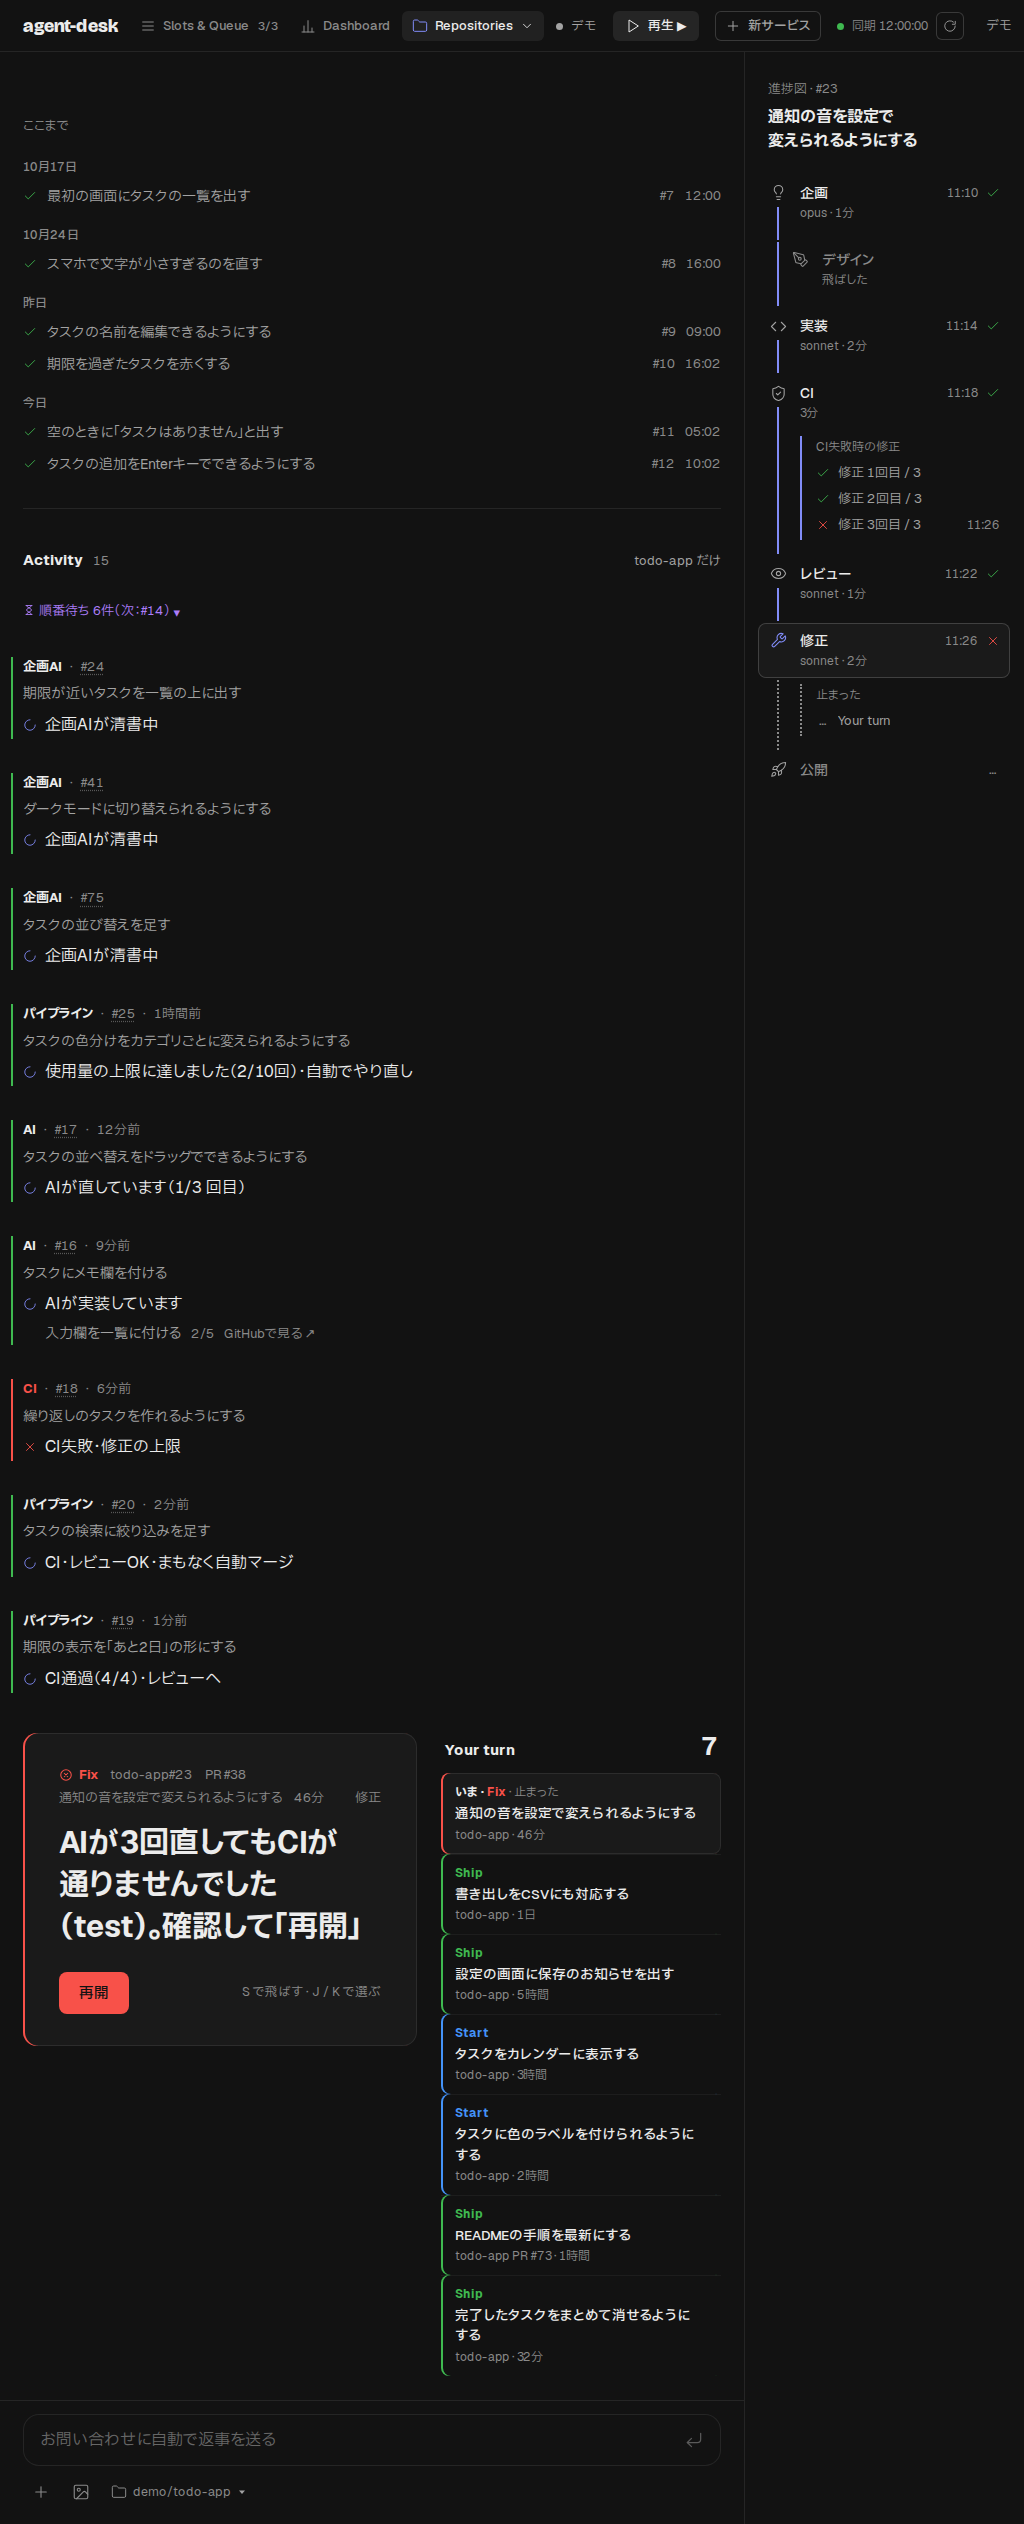 agent-desk
Slots & Queue 3/3
Dashboard
Repositories
デモ
再生 ▶
新サービス
同期 12:00:00
デモ
ここまで
10月17日
最初の画面にタスクの一覧を出す #7 12:00
10月24日
スマホで文字が小さすぎるのを直す #8 16:00
昨日
タスクの名前を編集できるようにする #9 09:00
期限を過ぎたタスクを赤くする #10 16:02
今日
空のときに「タスクはありません」と出す #11 05:02
タスクの追加をEnterキーでできるようにする #12 10:02
Activity 15 todo-app だけ
順番待ち 6件（次：#14） ▾
企画AI · #24
期限が近いタスクを一覧の上に出す
企画AIが清書中
企画AI · #41
ダークモードに切り替えられるようにする
企画AIが清書中
企画AI · #75
タスクの並び替えを足す
企画AIが清書中
パイプライン · #25 · 1時間前
タスクの色分けをカテゴリごとに変えられるようにする
使用量の上限に達しました（2/10回）・自動でやり直し
AI · #17 · 12分前
タスクの並べ替えをドラッグでできるようにする
AIが直しています（1/3 回目）
AI · #16 · 9分前
タスクにメモ欄を付ける
AIが実装しています
入力欄を一覧に付ける 2/5 GitHubで見る ↗
CI · #18 · 6分前
繰り返しのタスクを作れるようにする
CI失敗・修正の上限
パイプライン · #20 · 2分前
タスクの検索に絞り込みを足す
CI・レビューOK・まもなく自動マージ
パイプライン · #19 · 1分前
期限の表示を「あと2日」の形にする
CI通過（4/4）・レビューへ
Fix todo-app#23 PR #38
通知の音を設定で変えられるようにする 46分 修正
AIが3回直してもCIが
通りませんでした
（test）。確認して「再開」
再開
S で飛ばす · J / K で選ぶ
Your turn 7
いま · Fix · 止まった
通知の音を設定で変えられるようにする
todo-app · 46分
Ship
書き出しをCSVにも対応する
todo-app · 1日
Ship
設定の画面に保存のお知らせを出す
todo-app · 5時間
Start
タスクをカレンダーに表示する
todo-app · 3時間
Start
タスクに色のラベルを付けられるように
する
todo-app · 2時間
Ship
READMEの手順を最新にする
todo-app PR #73 · 1時間
Ship
完了したタスクをまとめて消せるように
する
todo-app · 32分
お問い合わせに自動で返事を送る
demo/todo-app ▾
進捗図 · #23
通知の音を設定で
変えられるようにする
企画 11:10
opus · 1分
デザイン
飛ばした
実装 11:14
sonnet · 2分
CI 11:18
3分
CI失敗時の修正
修正 1回目 / 3
修正 2回目 / 3
修正 3回目 / 3 11:26
レビュー 11:22
sonnet · 1分
修正 11:26
sonnet · 2分
止まった
… Your turn
公開 …